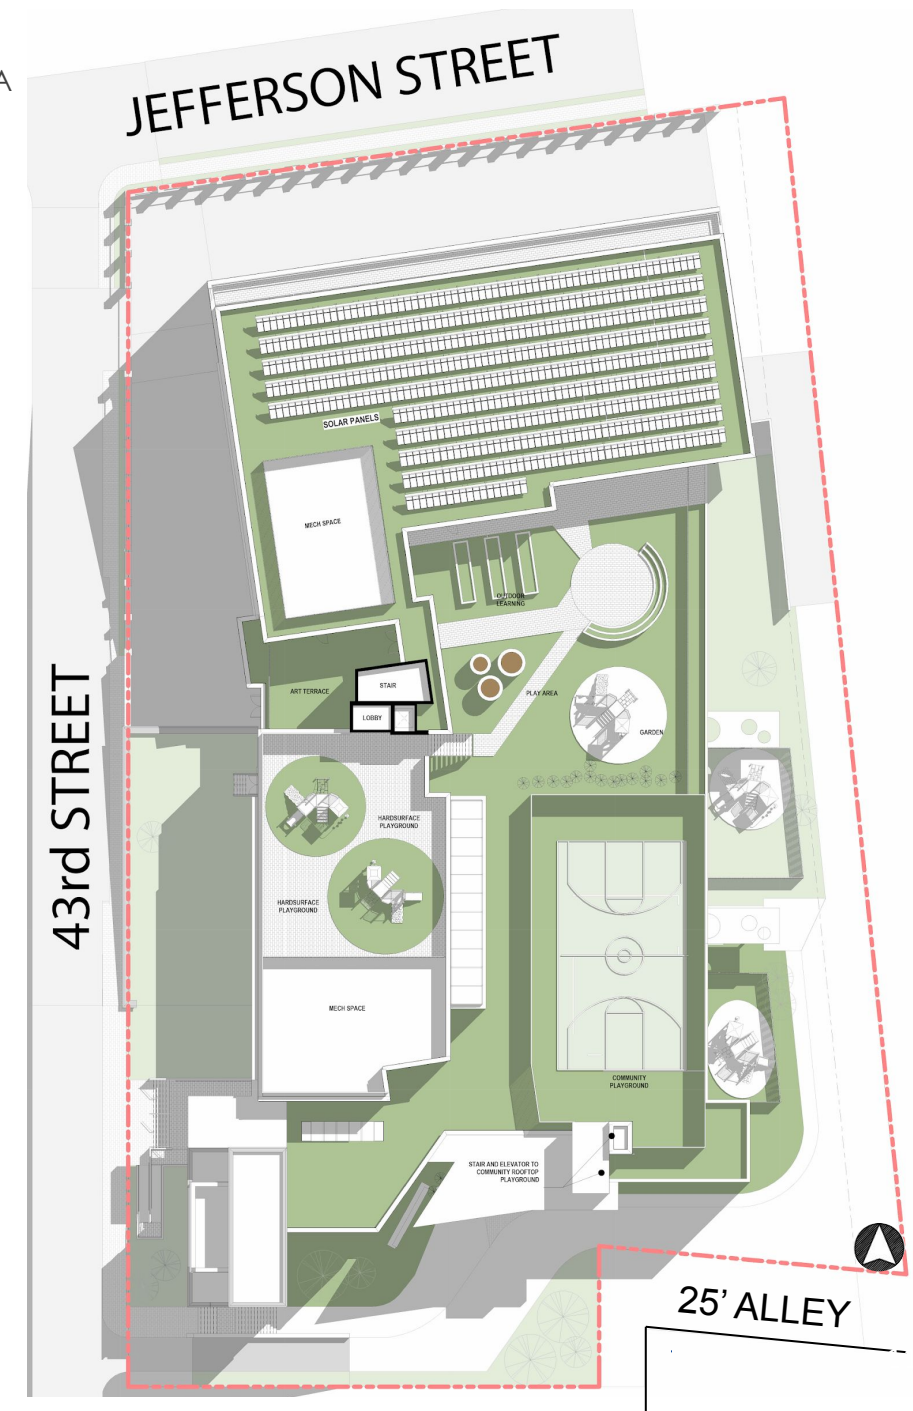 A
JEFFERSON STREET
SOLAR PANELS
MECH SPACE
OUTDOOR
LEARNING
STAIR
ART TERRACE
PLAY AREA
LOBBY
GARDEN
43rd STREET
HARDSURFACE
PLAYGROUND
HARDSURFACE
PLAYGROUND
MECH SPACE
COMMUNITY
PLAYGROUND
STAIR AND ELEVATOR TO
COMMUNITY ROOFTOP
PLAYGROUND
25' ALLEY